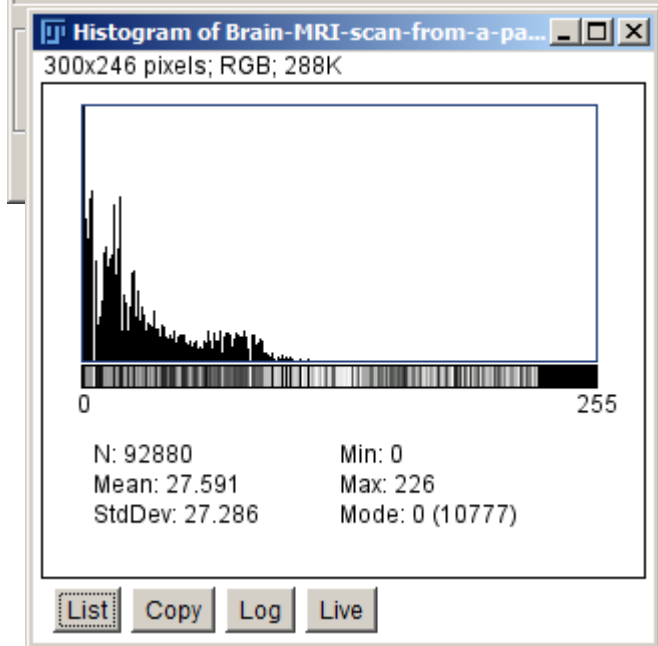 Histogram of Brain-MRI-scan-from-a-pa...
300x246 pixels; RGB; 288K
0 255
N: 92880 Min: 0
Mean: 27.591 Max: 226
StdDev: 27.286 Mode: 0 (10777)
List Copy Log Live